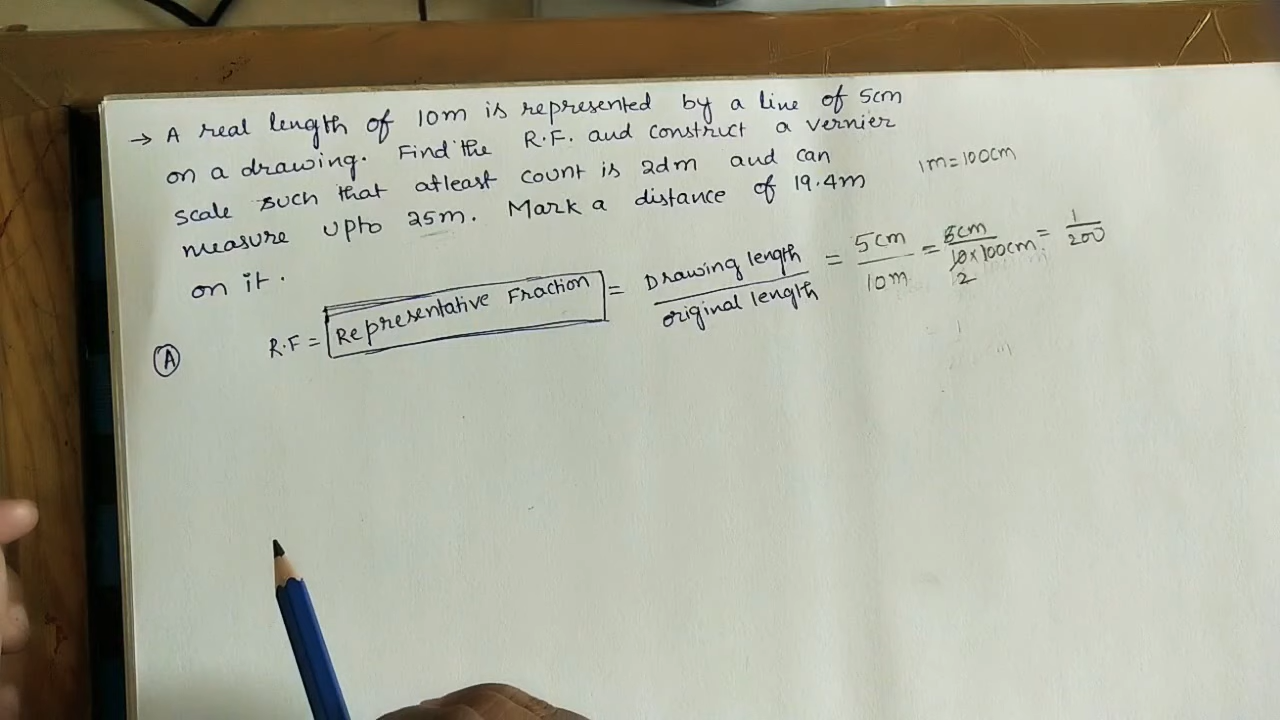 → A real length of 10m is represented by a line of 5cm
on a drawing. Find the R.F. and construct a vernier
scale such that atleast count is 2dm and can
measure upto 25m. Mark a distance of 19.4m
on it.
1m=100cm
Ⓐ R.F = Representative Fraction = Drawing length / original length = 5cm / 10m = 5cm / 10×100cm = 1 / 200
2